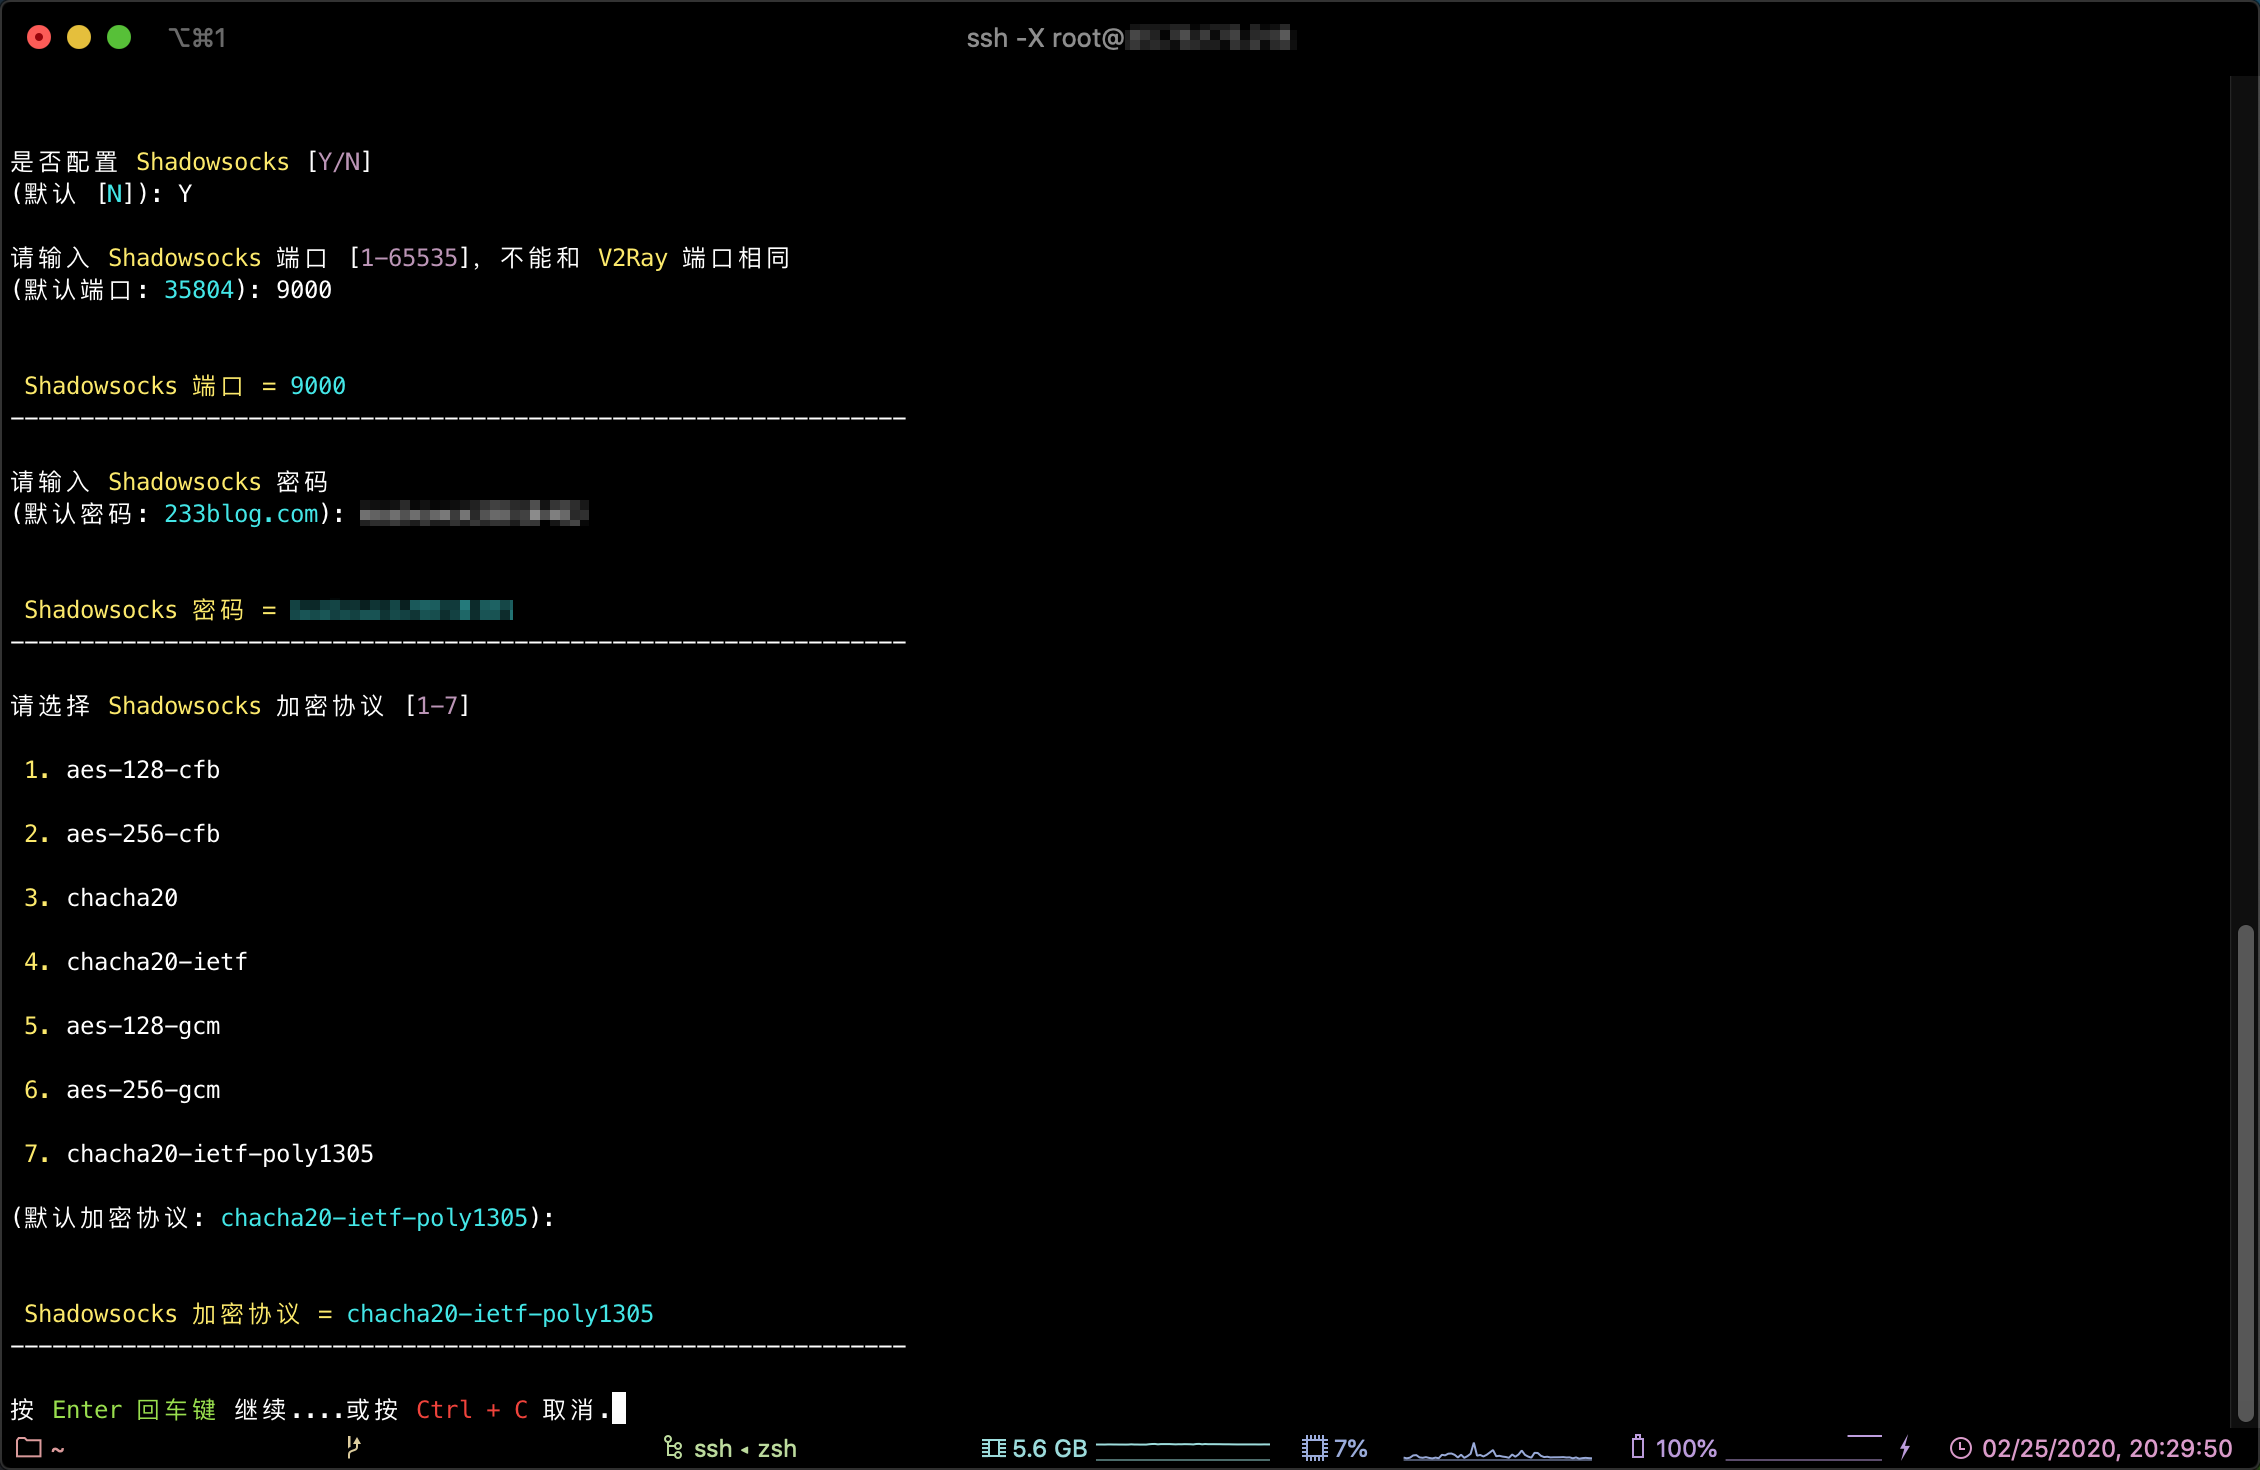 ⌥⌘1
ssh -X root@
是否配置 Shadowsocks [Y/N]
(默认 [N]): Y
请输入 Shadowsocks 端口 [1-65535], 不能和 V2Ray 端口相同
(默认端口: 35804): 9000
Shadowsocks 端口 = 9000
----------------------------------------------------------------
请输入 Shadowsocks 密码
(默认密码: 233blog.com):
Shadowsocks 密码 =
----------------------------------------------------------------
请选择 Shadowsocks 加密协议 [1-7]
1. aes-128-cfb
2. aes-256-cfb
3. chacha20
4. chacha20-ietf
5. aes-128-gcm
6. aes-256-gcm
7. chacha20-ietf-poly1305
(默认加密协议: chacha20-ietf-poly1305):
Shadowsocks 加密协议 = chacha20-ietf-poly1305
----------------------------------------------------------------
按 Enter 回车键 继续....或按 Ctrl + C 取消.
~ ssh ◂ zsh 5.6 GB 7% 100% 02/25/2020, 20:29:50